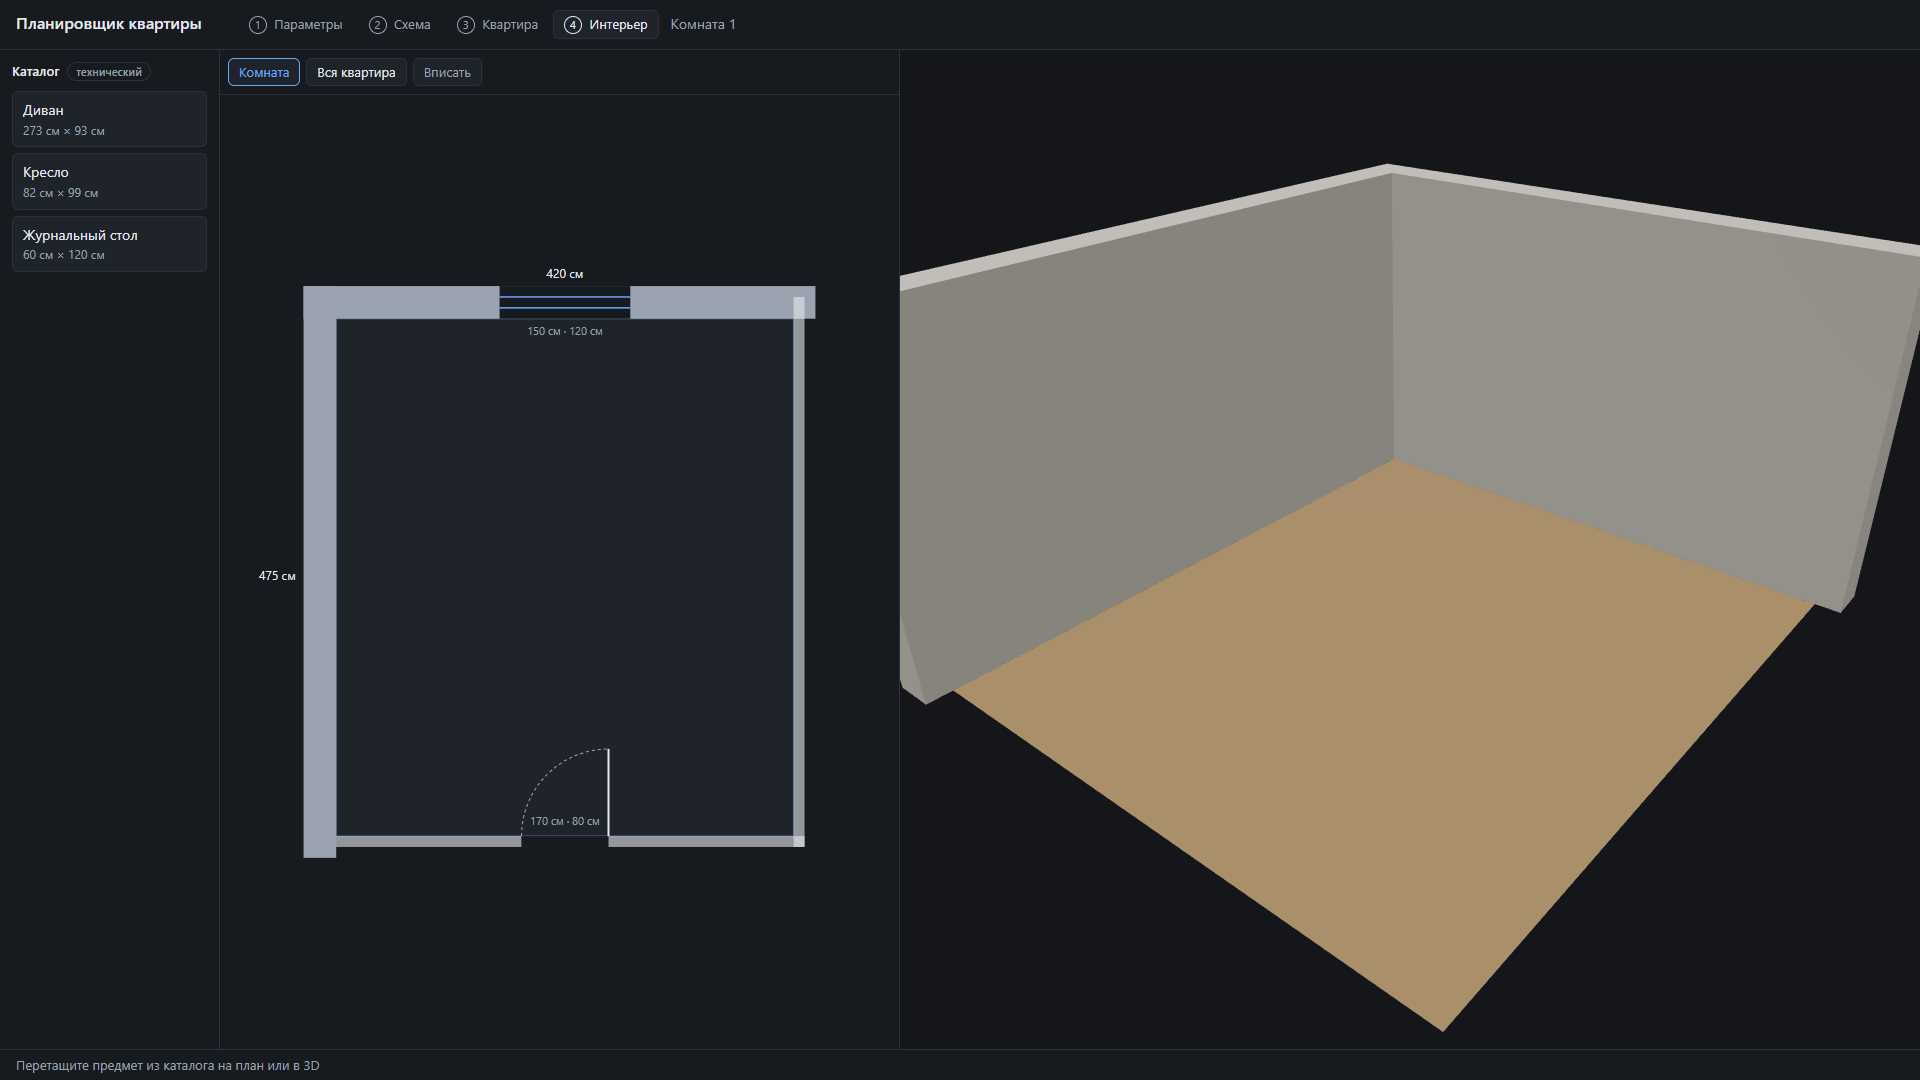 Планировщик квартиры
1 Параметры
2 Схема
3 Квартира
4 Интерьер
Комната 1
Каталог технический
Диван
273 см × 93 см
Кресло
82 см × 99 см
Журнальный стол
60 см × 120 см
Комната
Вся квартира
Вписать
420 см
150 см · 120 см
475 см
170 см · 80 см
Перетащите предмет из каталога на план или в 3D